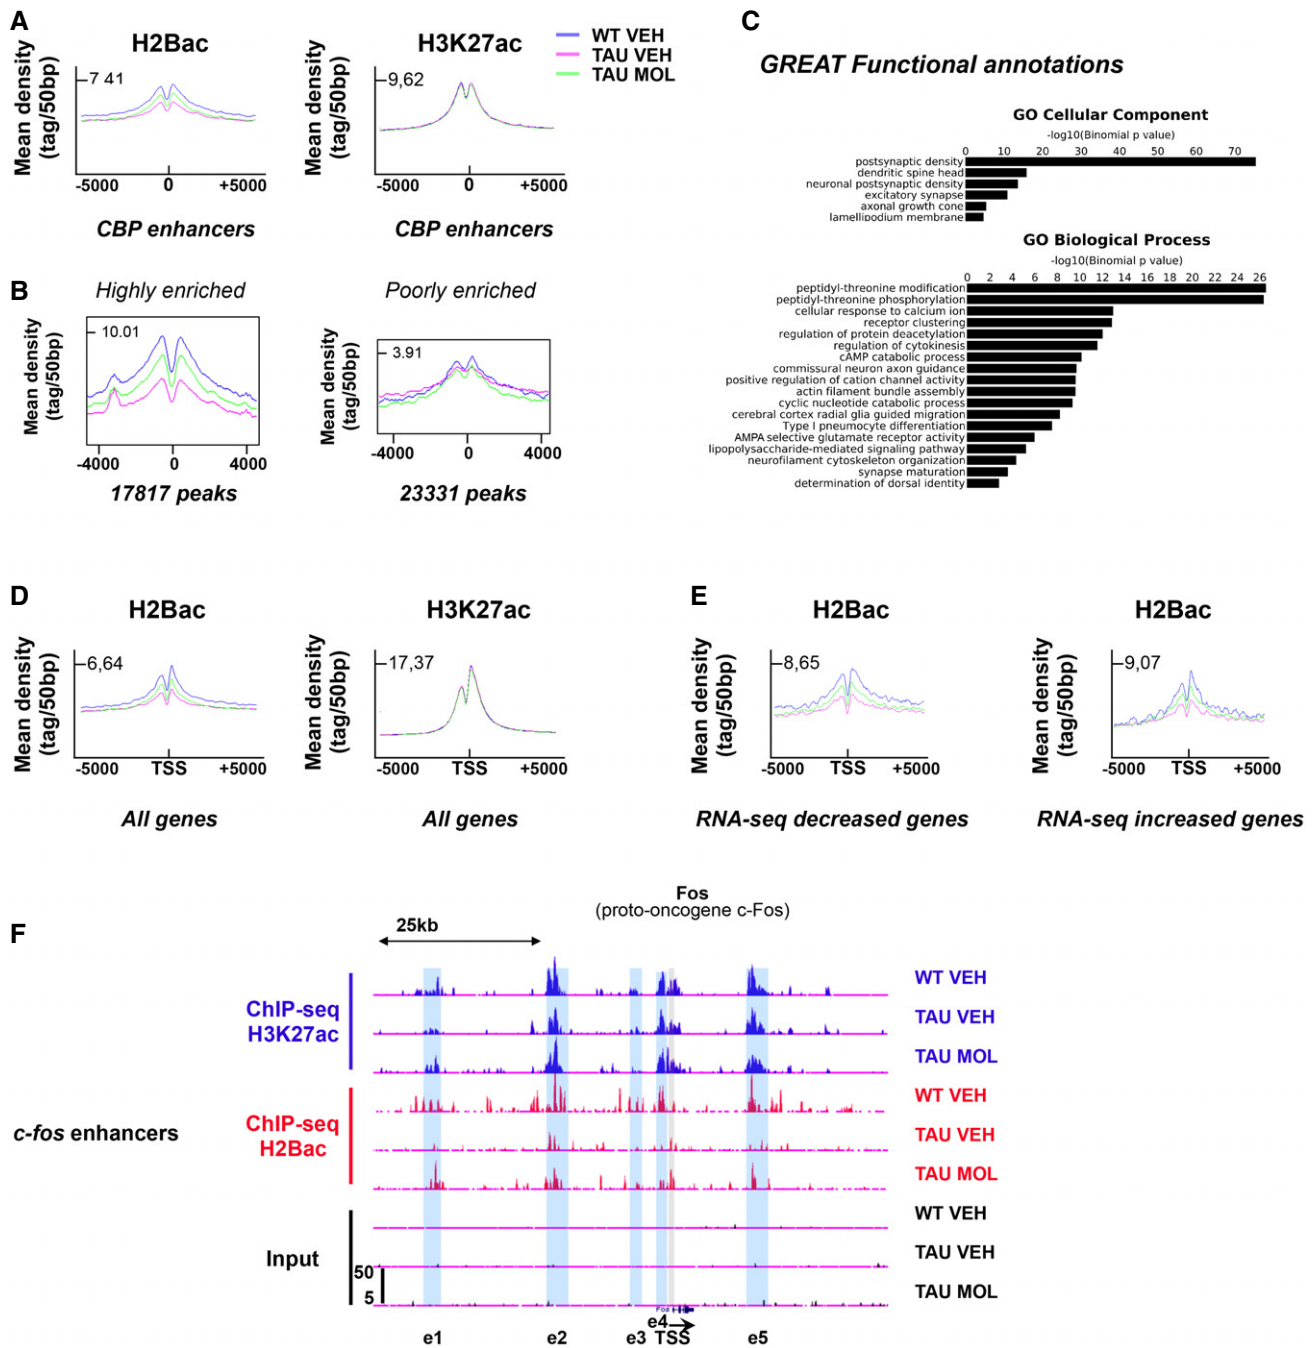 A
H2Bac
Mean density
(tag/50bp)
7 41
-5000
0
+5000
CBP enhancers
H3K27ac
Mean density
(tag/50bp)
9,62
-5000
0
+5000
CBP enhancers
WT VEH
TAU VEH
TAU MOL
B
Highly enriched
Mean density
(tag/50bp)
10.01
-4000
0
4000
17817 peaks
Poorly enriched
Mean density
(tag/50bp)
3.91
-4000
0
4000
23331 peaks
C
GREAT Functional annotations
GO Cellular Component
-log10(Binomial p value)
0 10 20 30 40 50 60 70
postsynaptic density
dendritic spine head
neuronal postsynaptic density
excitatory synapse
axonal growth cone
lamellipodium membrane
GO Biological Process
-log10(Binomial p value)
0 2 4 6 8 10 12 14 16 18 20 22 24 26
peptidyl-threonine modification
peptidyl-threonine phosphorylation
cellular response to calcium ion
receptor clustering
regulation of protein deacetylation
regulation of cytokinesis
cAMP catabolic process
commissural neuron axon guidance
positive regulation of cation channel activity
actin filament bundle assembly
cyclic nucleotide catabolic process
cerebral cortex radial glia guided migration
Type I pneumocyte differentiation
AMPA selective glutamate receptor activity
lipopolysaccharide-mediated signaling pathway
neurofilament cytoskeleton organization
synapse maturation
determination of dorsal identity
D
H2Bac
Mean density
(tag/50bp)
6,64
-5000
TSS
+5000
All genes
H3K27ac
Mean density
(tag/50bp)
17,37
-5000
TSS
+5000
All genes
E
H2Bac
Mean density
(tag/50bp)
8,65
-5000
TSS
+5000
RNA-seq decreased genes
H2Bac
Mean density
(tag/50bp)
9,07
-5000
TSS
+5000
RNA-seq increased genes
F
Fos
(proto-oncogene c-Fos)
25kb
c-fos enhancers
ChIP-seq
H3K27ac
WT VEH
TAU VEH
TAU MOL
ChIP-seq
H2Bac
WT VEH
TAU VEH
TAU MOL
Input
WT VEH
TAU VEH
TAU MOL
50
5
Fos
e1
e2
e3
e4
TSS
e5